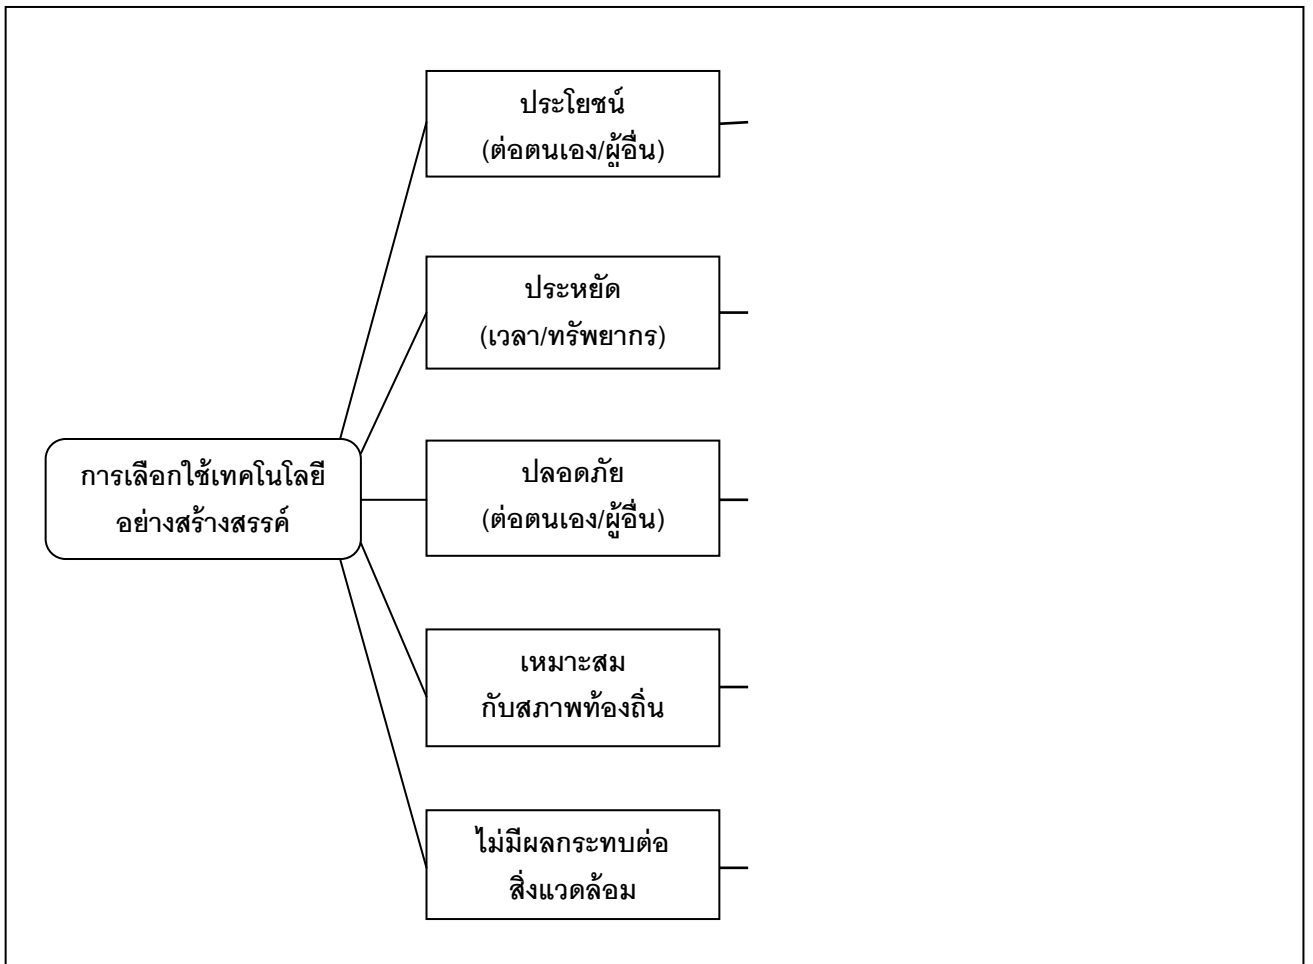 ประโยชน์
(ต่อตนเอง/ผู้อื่น)
ประหยัด
(เวลา/ทรัพยากร)
การเลือกใช้เทคโนโลยี
อย่างสร้างสรรค์
ปลอดภัย
(ต่อตนเอง/ผู้อื่น)
เหมาะสม
กับสภาพท้องถิ่น
ไม่มีผลกระทบต่อ
สิ่งแวดล้อม